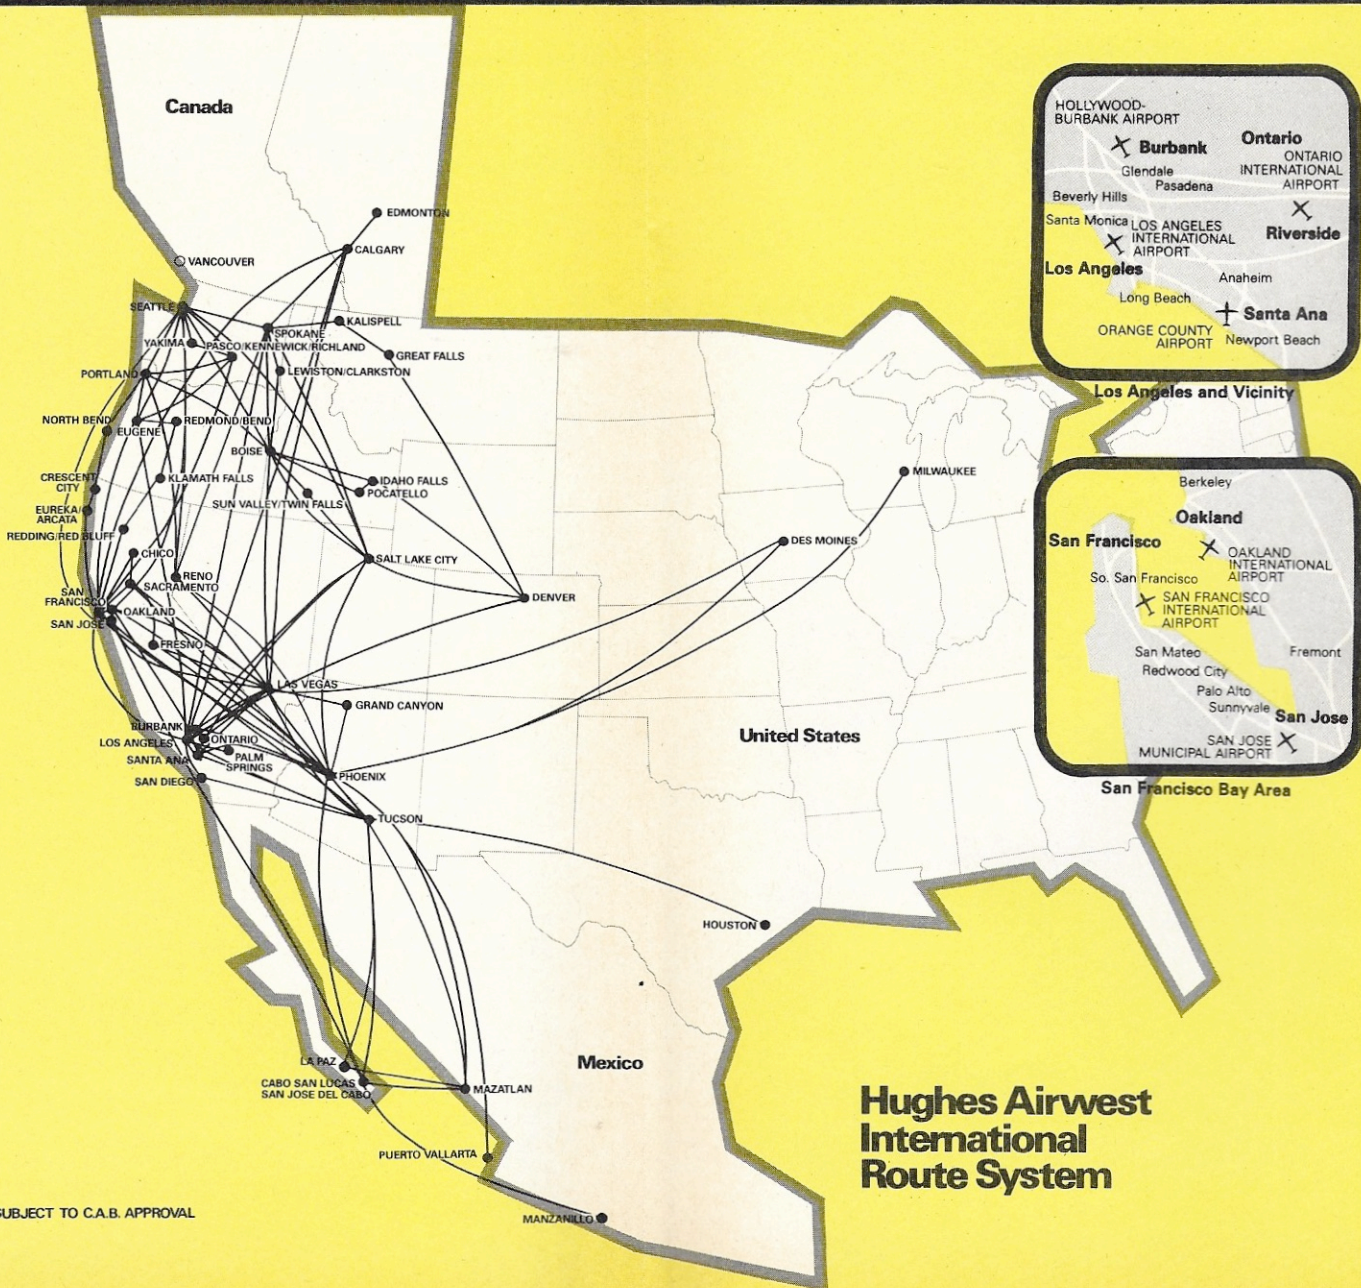 Canada
EDMONTON
CALGARY
VANCOUVER
SEATTLE
SPOKANE
KALISPELL
YAKIMA
PASCO/KENNEWICK/RICHLAND
GREAT FALLS
PORTLAND
LEWISTON/CLARKSTON
NORTH BEND
EUGENE
REDMOND/BEND
BOISE
CRESCENT
CITY
KLAMATH FALLS
IDAHO FALLS
POCATELLO
SUN VALLEY/TWIN FALLS
EUREKA/
ARCATA
REDDING/RED BLUFF
CHICO
SALT LAKE CITY
RENO
SACRAMENTO
SAN
FRANCISCO
OAKLAND
SAN JOSE
DENVER
FRESNO
LAS VEGAS
GRAND CANYON
BURBANK
LOS ANGELES
ONTARIO
SANTA ANA
PALM
SPRINGS
SAN DIEGO
PHOENIX
TUCSON
MILWAUKEE
DES MOINES
United States
HOUSTON
LA PAZ
CABO SAN LUCAS
SAN JOSE DEL CABO
MAZATLAN
Mexico
PUERTO VALLARTA
MANZANILLO
SUBJECT TO C.A.B. APPROVAL
HOLLYWOOD-
BURBANK AIRPORT
Burbank
Ontario
ONTARIO
INTERNATIONAL
AIRPORT
Glendale
Pasadena
Beverly Hills
Santa Monica
LOS ANGELES
INTERNATIONAL
AIRPORT
Riverside
Los Angeles
Anaheim
Long Beach
Santa Ana
ORANGE COUNTY
AIRPORT
Newport Beach
Los Angeles and Vicinity
Berkeley
Oakland
San Francisco
OAKLAND
INTERNATIONAL
AIRPORT
So. San Francisco
SAN FRANCISCO
INTERNATIONAL
AIRPORT
San Mateo
Fremont
Redwood City
Palo Alto
Sunnyvale
San Jose
SAN JOSE
MUNICIPAL AIRPORT
San Francisco Bay Area
Hughes Airwest
International
Route System